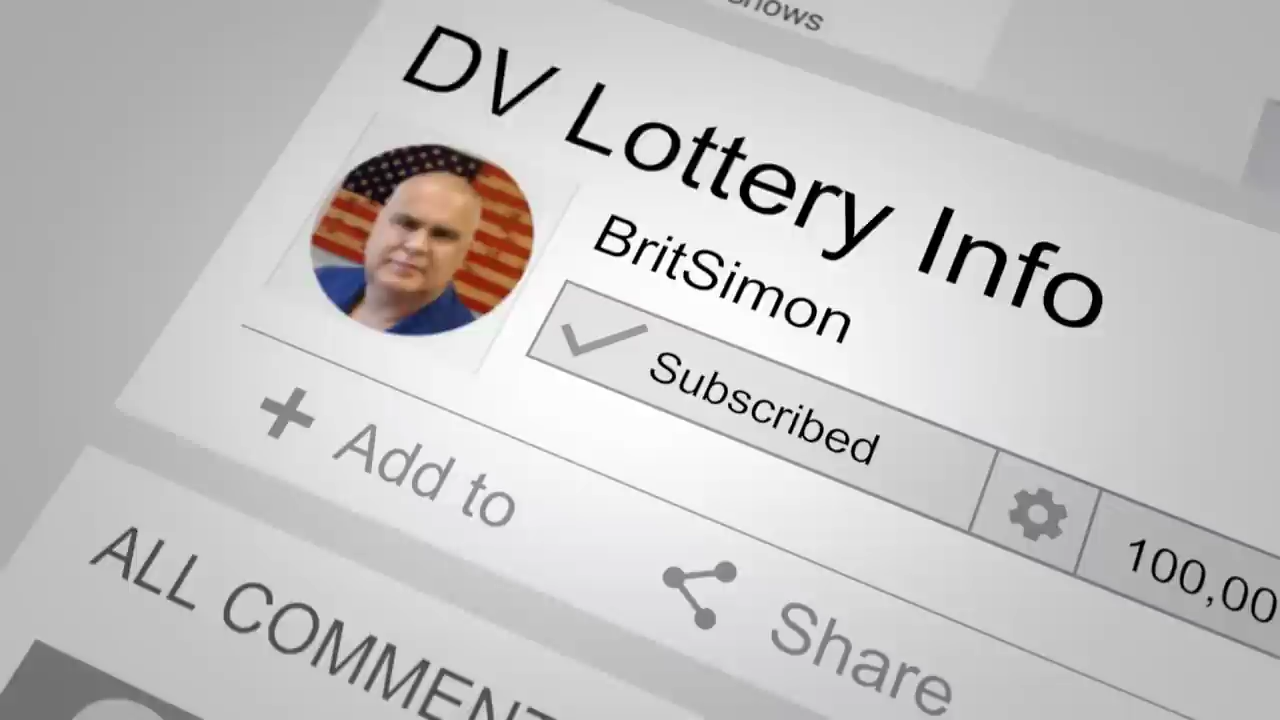 shows
DV Lottery Info
BritSimon
Subscribed
100,00
Add to
Share
ALL COMMENT